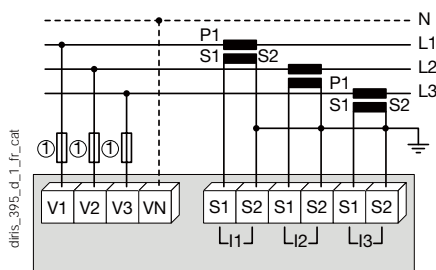 N
P1
L1
S1
S2
L2
P1
L3
S1
S2
①
①
①
diris_395_d_1_fr_cat
V1
V2
V3
VN
S1
S2
S1
S2
S1
S2
I1
I2
I3